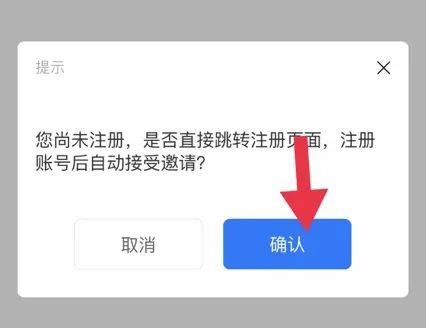 提示
您尚未注册，是否直接跳转注册页面，注册
账号后自动接受邀请？
取消
确认